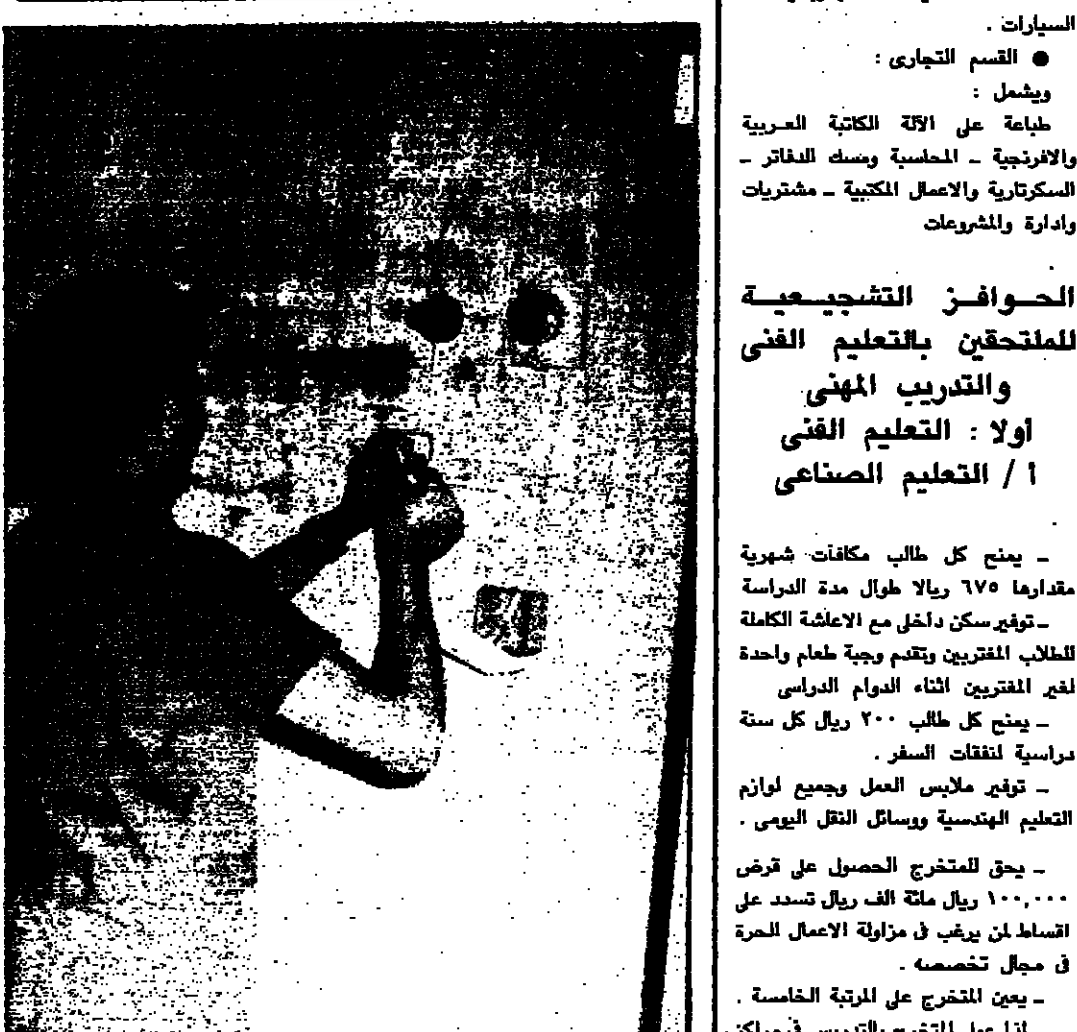 السيارات .
● القسم التجارى :
ويشمل :
طباعة على الآلة الكاتبة العربية
والافرنجية ـ المحاسبة ومسك الدفاتر ـ
السكرتارية والاعمال المكتبية ـ مشتريات
وادارة والمشروعات
الحوافز التشجيعية
للملتحقين بالتعليم الفنى
والتدريب المهنى
أولا : التعليم الفنى
أ / التعليم الصناعى
ـ يمنح كل طالب مكافآت شهرية
مقدارها ٦٧٥ ريالا طوال مدة الدراسة
ـ توفير سكن داخلى مع الاعاشة الكاملة
للطلاب المغتربين وتقدم وجبة طعام واحدة
لغير المغتربين اثناء الدوام الدراسى
ـ يمنح كل طالب ٢٠٠ ريال كل سنة
دراسية لنفقات السفر .
ـ توفير ملابس العمل وجميع لوازم
التعليم الهندسية ووسائل النقل اليومى .
ـ يحق للمتخرج الحصول على قرض
١٠٠,٠٠٠ ريال مائة الف ريال تسدد على
اقساط لمن يرغب فى مزاولة الاعمال الحرة
فى مجال تخصصه .
ـ يعين المتخرج على المرتبة الخامسة .